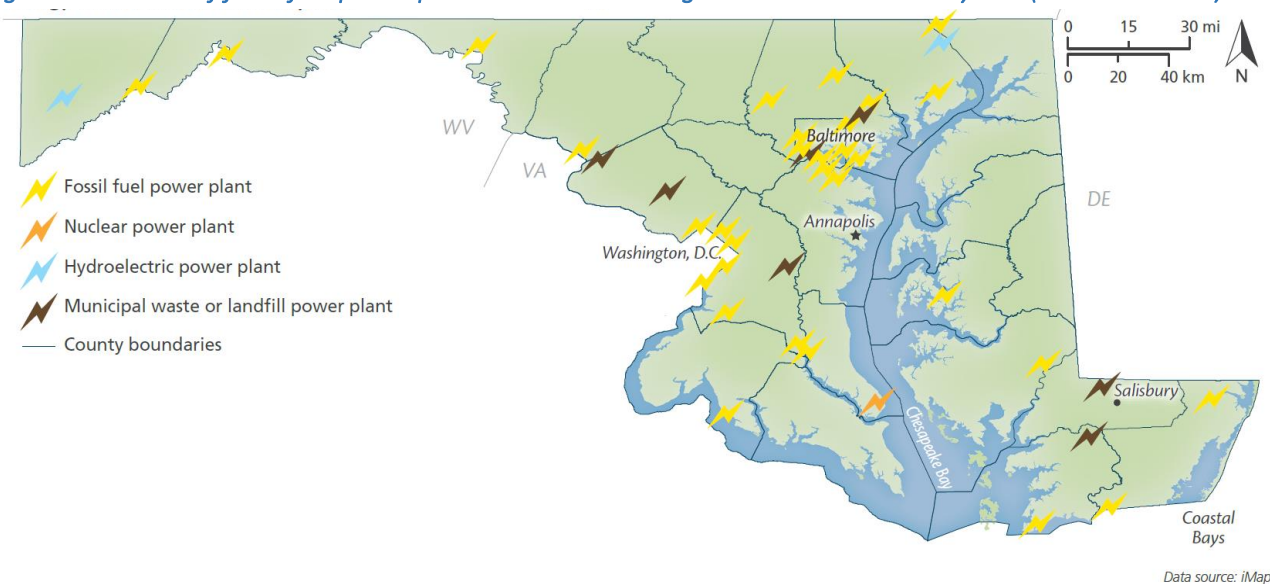 0 15 30 mi
0 20 40 km
N
WV
VA
DE
Baltimore
Annapolis
Washington, D.C.
Fossil fuel power plant
Nuclear power plant
Hydroelectric power plant
Municipal waste or landfill power plant
County boundaries
Salisbury
Chesapeake Bay
Coastal
Bays
Data source: iMap